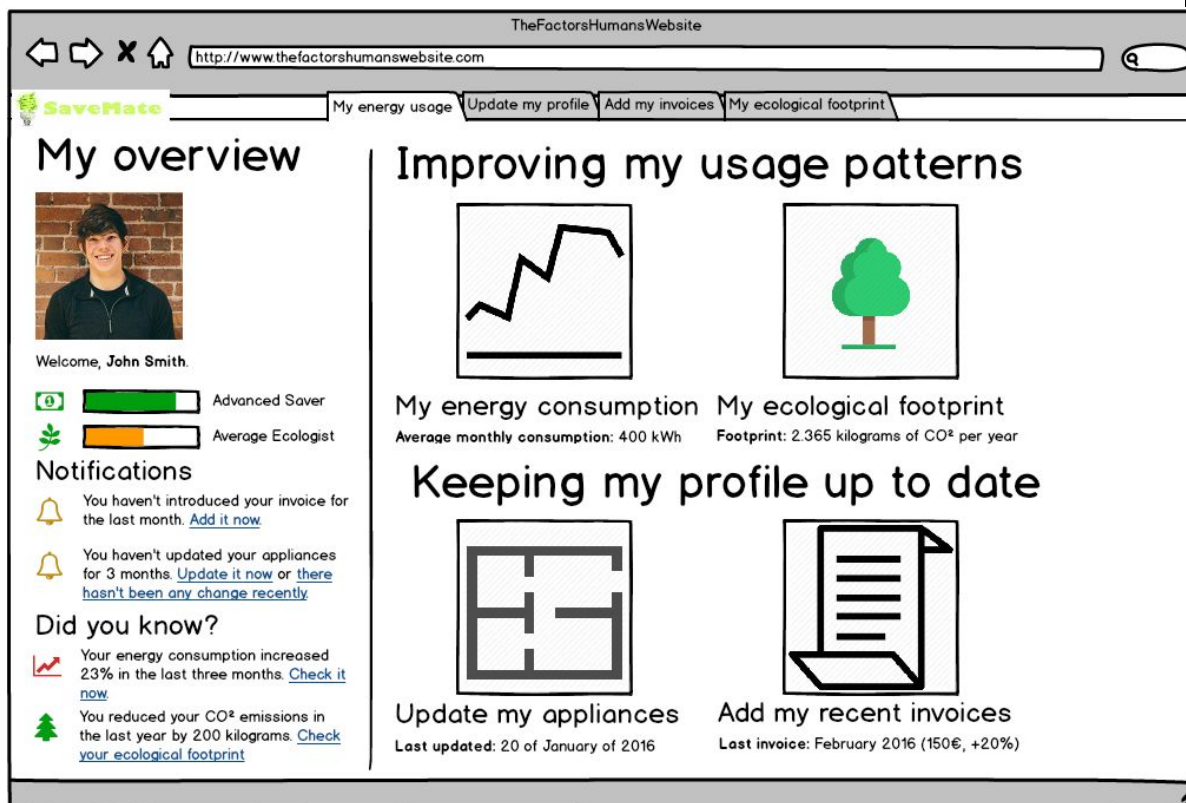 TheFactorsHumansWebsite
http://www.thefactorshumanswebsite.com
SaveMate
My energy usage
Update my profile
Add my invoices
My ecological footprint
My overview
Welcome, John Smith.
Advanced Saver
Average Ecologist
Notifications
You haven't introduced your invoice for
the last month. Add it now.
You haven't updated your appliances
for 3 months. Update it now or there
hasn't been any change recently.
Did you know?
Your energy consumption increased
23% in the last three months. Check it
now.
You reduced your CO² emissions in
the last year by 200 kilograms. Check
your ecological footprint
Improving my usage patterns
My energy consumption
Average monthly consumption: 400 kWh
My ecological footprint
Footprint: 2.365 kilograms of CO² per year
Keeping my profile up to date
Update my appliances
Last updated: 20 of January of 2016
Add my recent invoices
Last invoice: February 2016 (150€, +20%)